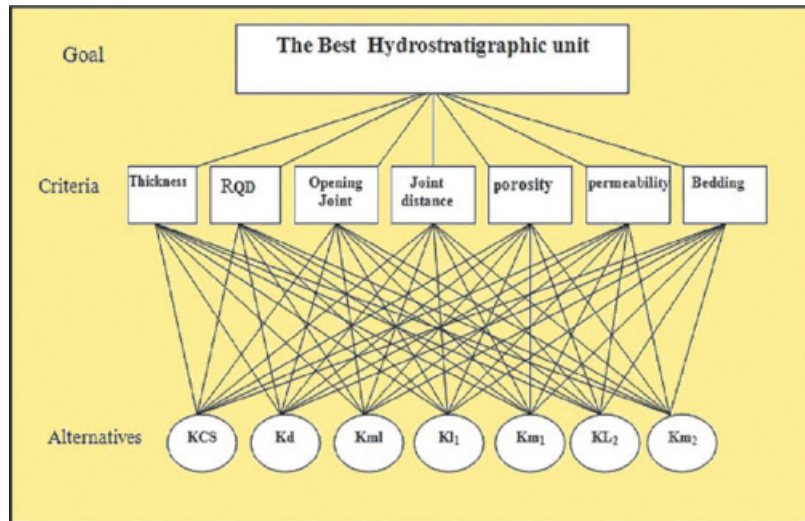 Goal
The Best Hydrostratigraphic unit
Criteria
Thickness
RQD
Opening
Joint
Joint
distance
porosity
permeability
Bedding
Alternatives
KCS
Kd
Kml
Kl₁
Km₁
KL₂
Km₂